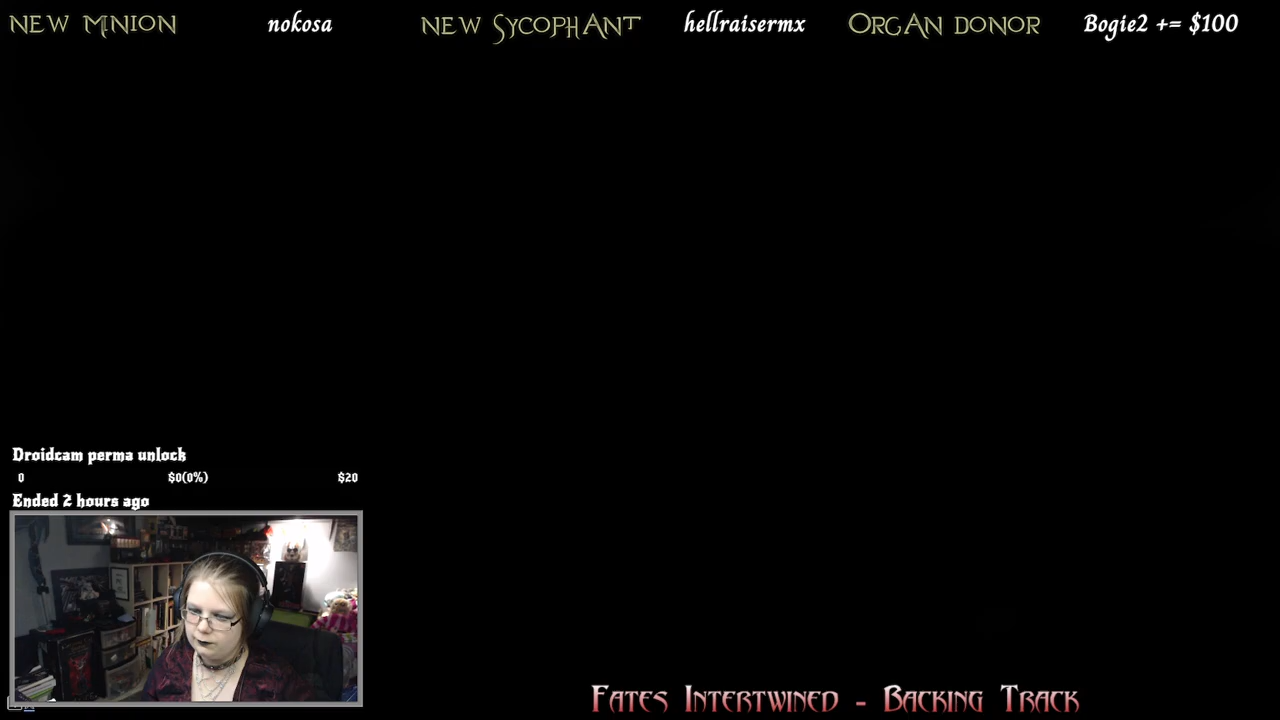 NEW MINION nokosa NEW SYCOPHANT hellraisermx ORGAN DONOR Bogie2 += $100
Droidcam perma unlock
0 $0(0%) $20
Ended 2 hours ago
FATES INTERTWINED - BACKING TRACK